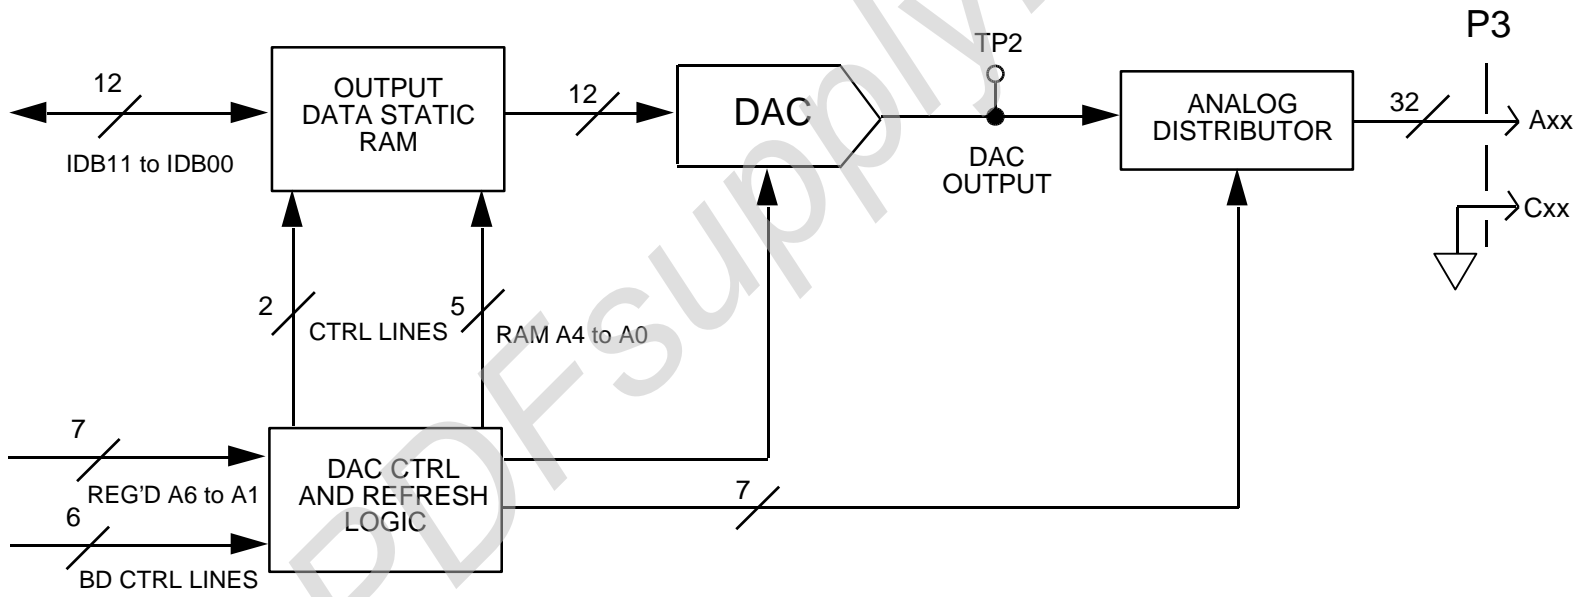 P3
TP2
12
OUTPUT
DATA STATIC
RAM
12
DAC
ANALOG
DISTRIBUTOR
32
Axx
IDB11 to IDB00
DAC
OUTPUT
Cxx
2
CTRL LINES
5
RAM A4 to A0
7
REG'D A6 to A1
6
BD CTRL LINES
DAC CTRL
AND REFRESH
LOGIC
7
PDFsupply.